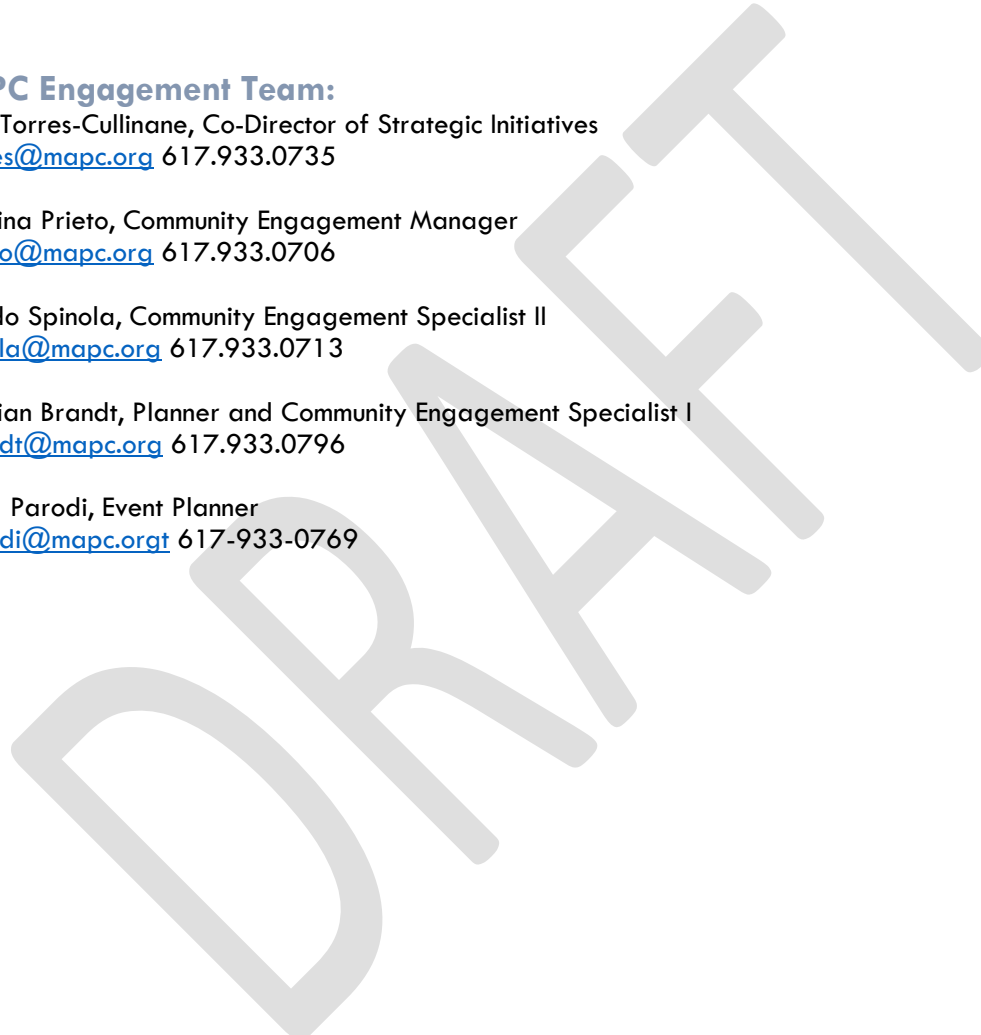 PC Engagement Team:
Torres-Cullinane, Co-Director of Strategic Initiatives
es@mapc.org 617.933.0735
ina Prieto, Community Engagement Manager
o@mapc.org 617.933.0706
do Spinola, Community Engagement Specialist II
la@mapc.org 617.933.0713
ian Brandt, Planner and Community Engagement Specialist I
dt@mapc.org 617.933.0796
Parodi, Event Planner
di@mapc.orgt 617-933-0769
DRAFT